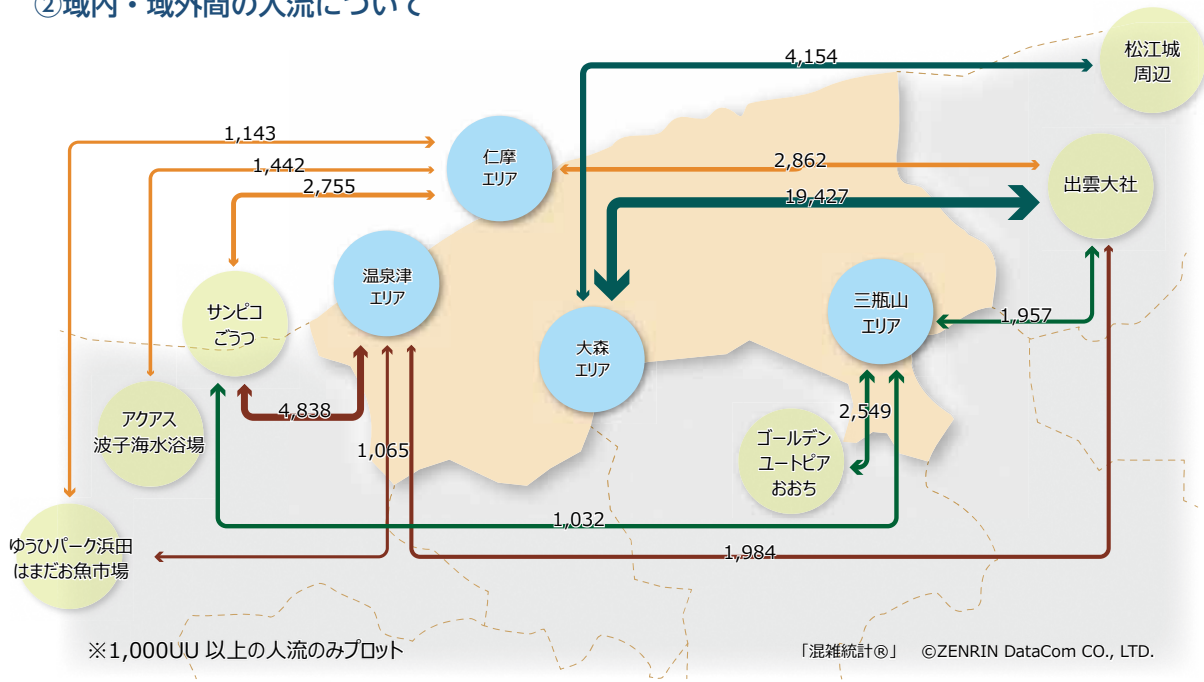 ②域内・域外間の人流について
松江城
周辺
4,154
1,143
仁摩
エリア
1,442
2,862
2,755
出雲大社
19,427
温泉津
エリア
三瓶山
エリア
サンピコ
ごうつ
1,957
大森
エリア
4,838
2,549
アクアス
波子海水浴場
ゴールデン
ユートピア
おおち
1,065
1,032
ゆうひパーク浜田
はまだお魚市場
1,984
※1,000UU 以上の人流のみプロット
「混雑統計®」 ©ZENRIN DataCom CO., LTD.